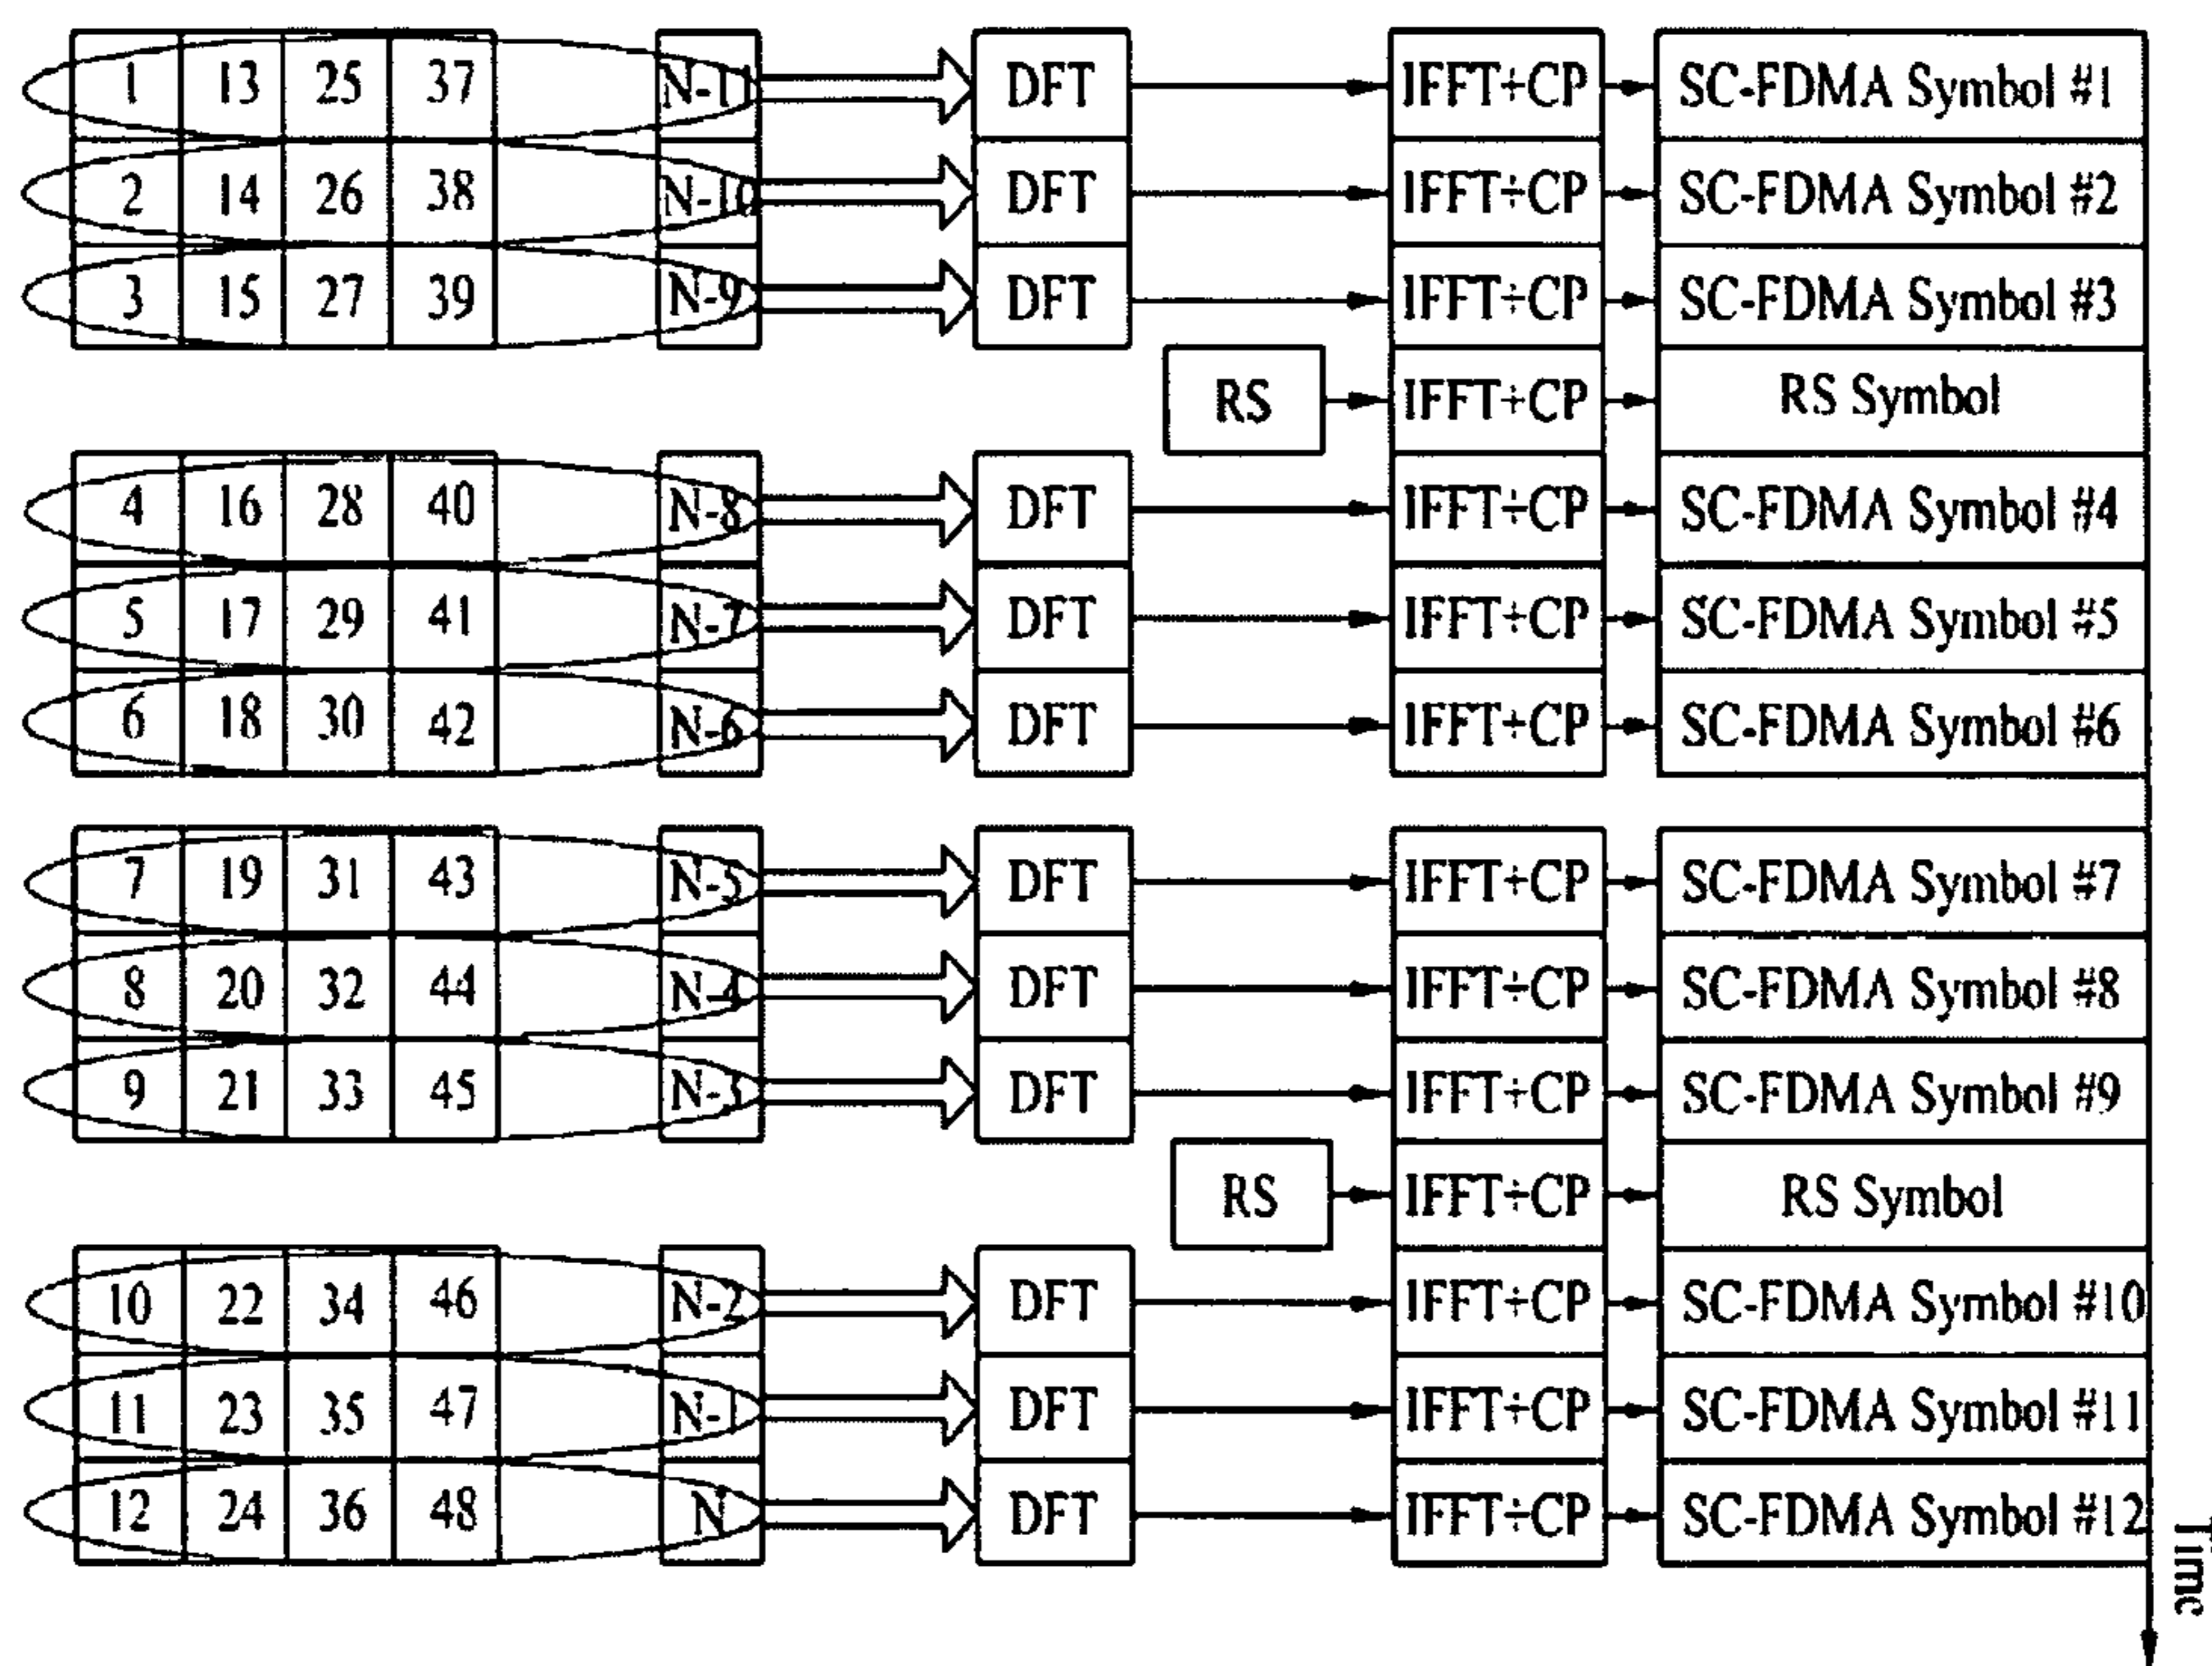 1 13 25 37 N-11 DFT IFFT+CP SC-FDMA Symbol #1
2 14 26 38 N-10 DFT IFFT+CP SC-FDMA Symbol #2
3 15 27 39 N-9 DFT IFFT+CP SC-FDMA Symbol #3
RS IFFT+CP RS Symbol
4 16 28 40 N-8 DFT IFFT+CP SC-FDMA Symbol #4
5 17 29 41 N-7 DFT IFFT+CP SC-FDMA Symbol #5
6 18 30 42 N-6 DFT IFFT+CP SC-FDMA Symbol #6
7 19 31 43 N-5 DFT IFFT+CP SC-FDMA Symbol #7
8 20 32 44 N-4 DFT IFFT+CP SC-FDMA Symbol #8
9 21 33 45 N-3 DFT IFFT+CP SC-FDMA Symbol #9
RS IFFT+CP RS Symbol
10 22 34 46 N-2 DFT IFFT+CP SC-FDMA Symbol #10
11 23 35 47 N-1 DFT IFFT+CP SC-FDMA Symbol #11
12 24 36 48 N DFT IFFT+CP SC-FDMA Symbol #12
Time